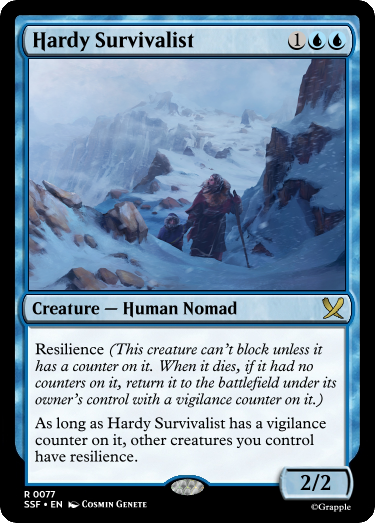 Hardy Survivalist 1
Creature — Human Nomad
Resilience (This creature can't block unless it
has a counter on it. When it dies, if it had no
counters on it, return it to the battlefield under its
owner's control with a vigilance counter on it.)
As long as Hardy Survivalist has a vigilance
counter on it, other creatures you control
have resilience.
2/2
R 0077
SSF • EN Cosmin Genete
©Grapple